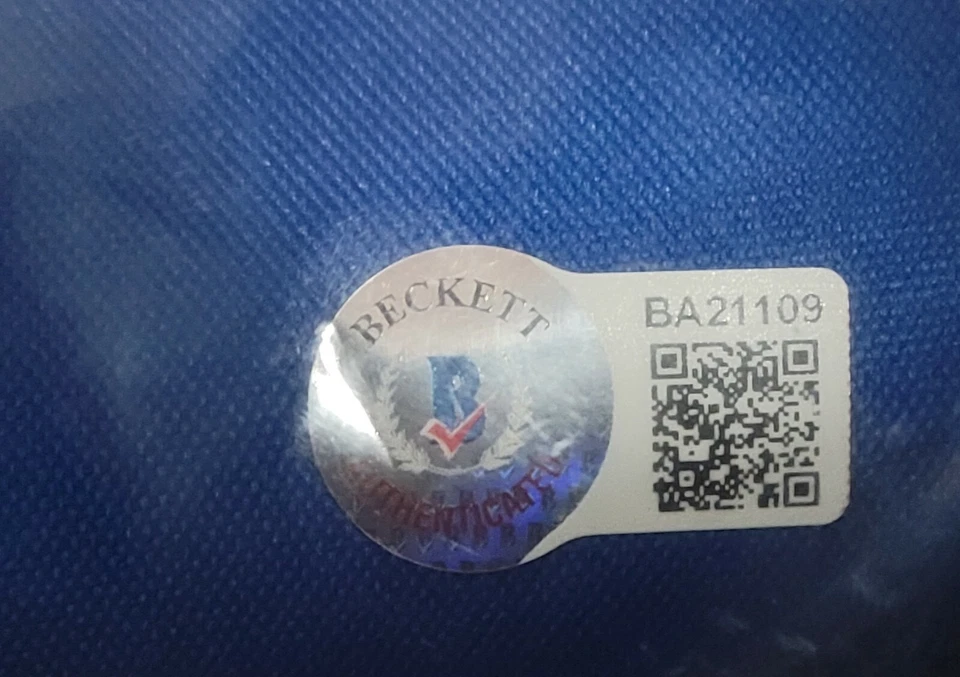 BECKETT
B
AUTHENTICATED
BA21109